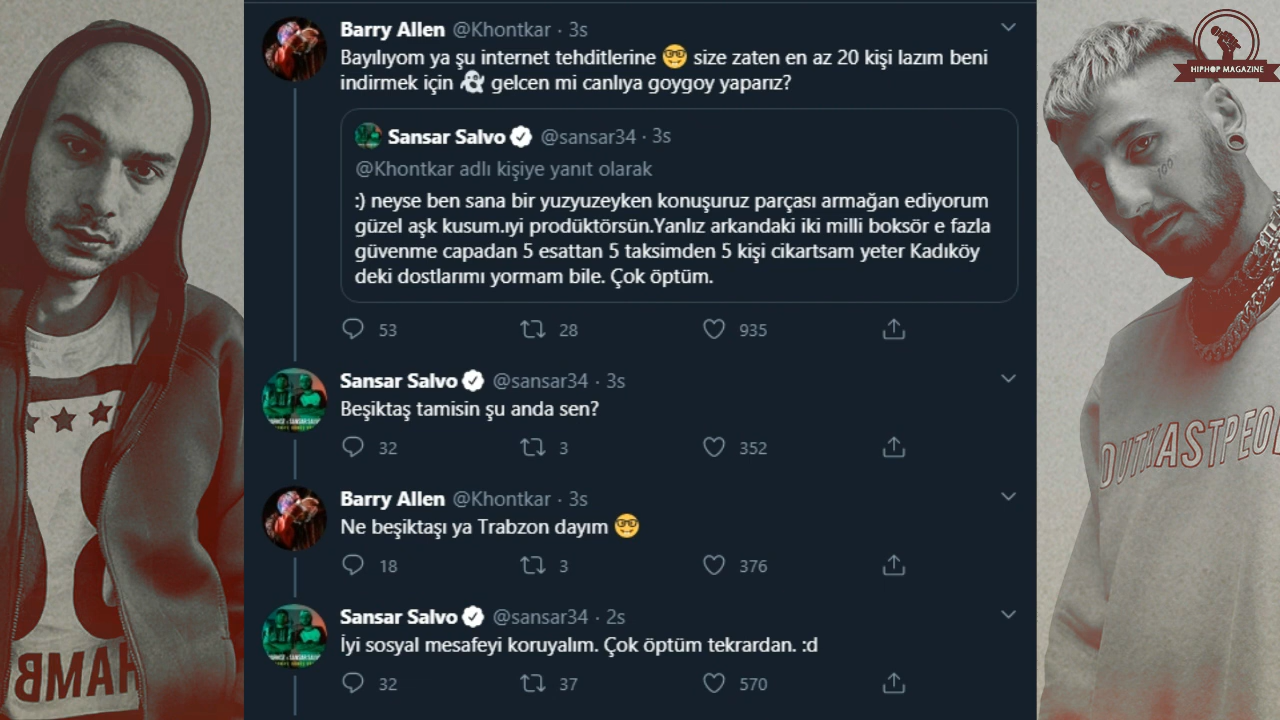 Barry Allen @Khontkar · 3s
Bayılıyom ya şu internet tehditlerine 🤓 size zaten en az 20 kişi lazım beni
indirmek için 👻 gelcen mi canlıya goygoy yaparız?
Sansar Salvo @sansar34 · 3s
@Khontkar adlı kişiye yanıt olarak
:) neyse ben sana bir yuzyuzeyken konuşuruz parçası armağan ediyorum
güzel aşk kusum.ıyi prodüktörsün.Yanlız arkandaki iki milli boksör e fazla
güvenme capadan 5 esattan 5 taksimden 5 kişi cikartsam yeter Kadıköy
deki dostlarımı yormam bile. Çok öptüm.
53 28 935
Sansar Salvo @sansar34 · 3s
Beşiktaş tamisin şu anda sen?
32 3 352
Barry Allen @Khontkar · 3s
Ne beşiktaşı ya Trabzon dayım 🤓
18 3 376
Sansar Salvo @sansar34 · 2s
İyi sosyal mesafeyi koruyalım. Çok öptüm tekrardan. :d
32 37 570
HIPHOP MAGAZINE
OUTKASTPEO